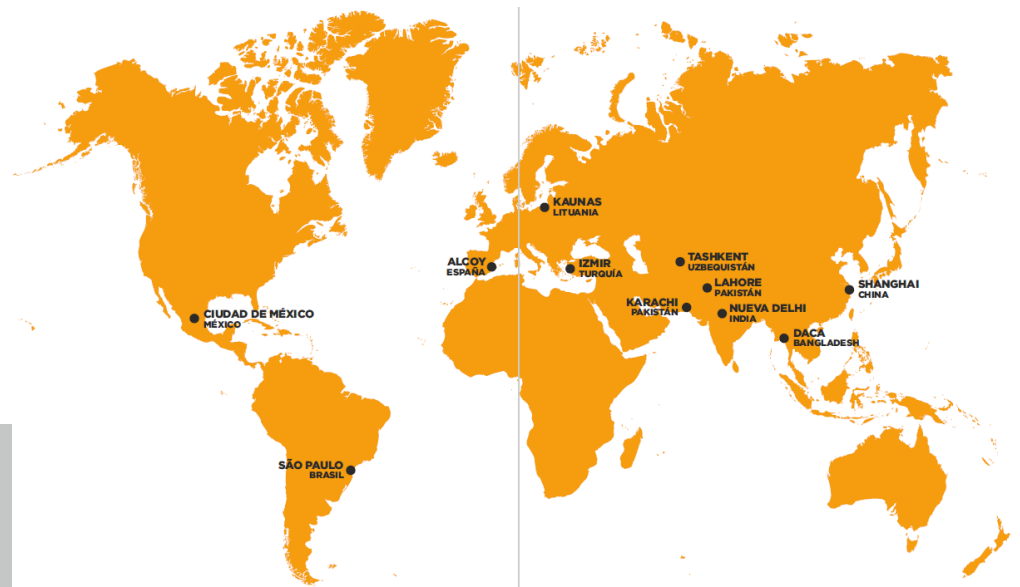 KAUNAS
LITUANIA
ALCOY
ESPAÑA
IZMIR
TURQUÍA
TASHKENT
UZBEQUISTÁN
LAHORE
PAKISTÁN
SHANGHAI
CHINA
KARACHI
PAKISTÁN
NUEVA DELHI
INDIA
CIUDAD DE MÉXICO
MÉXICO
DACA
BANGLADESH
SÃO PAULO
BRASIL